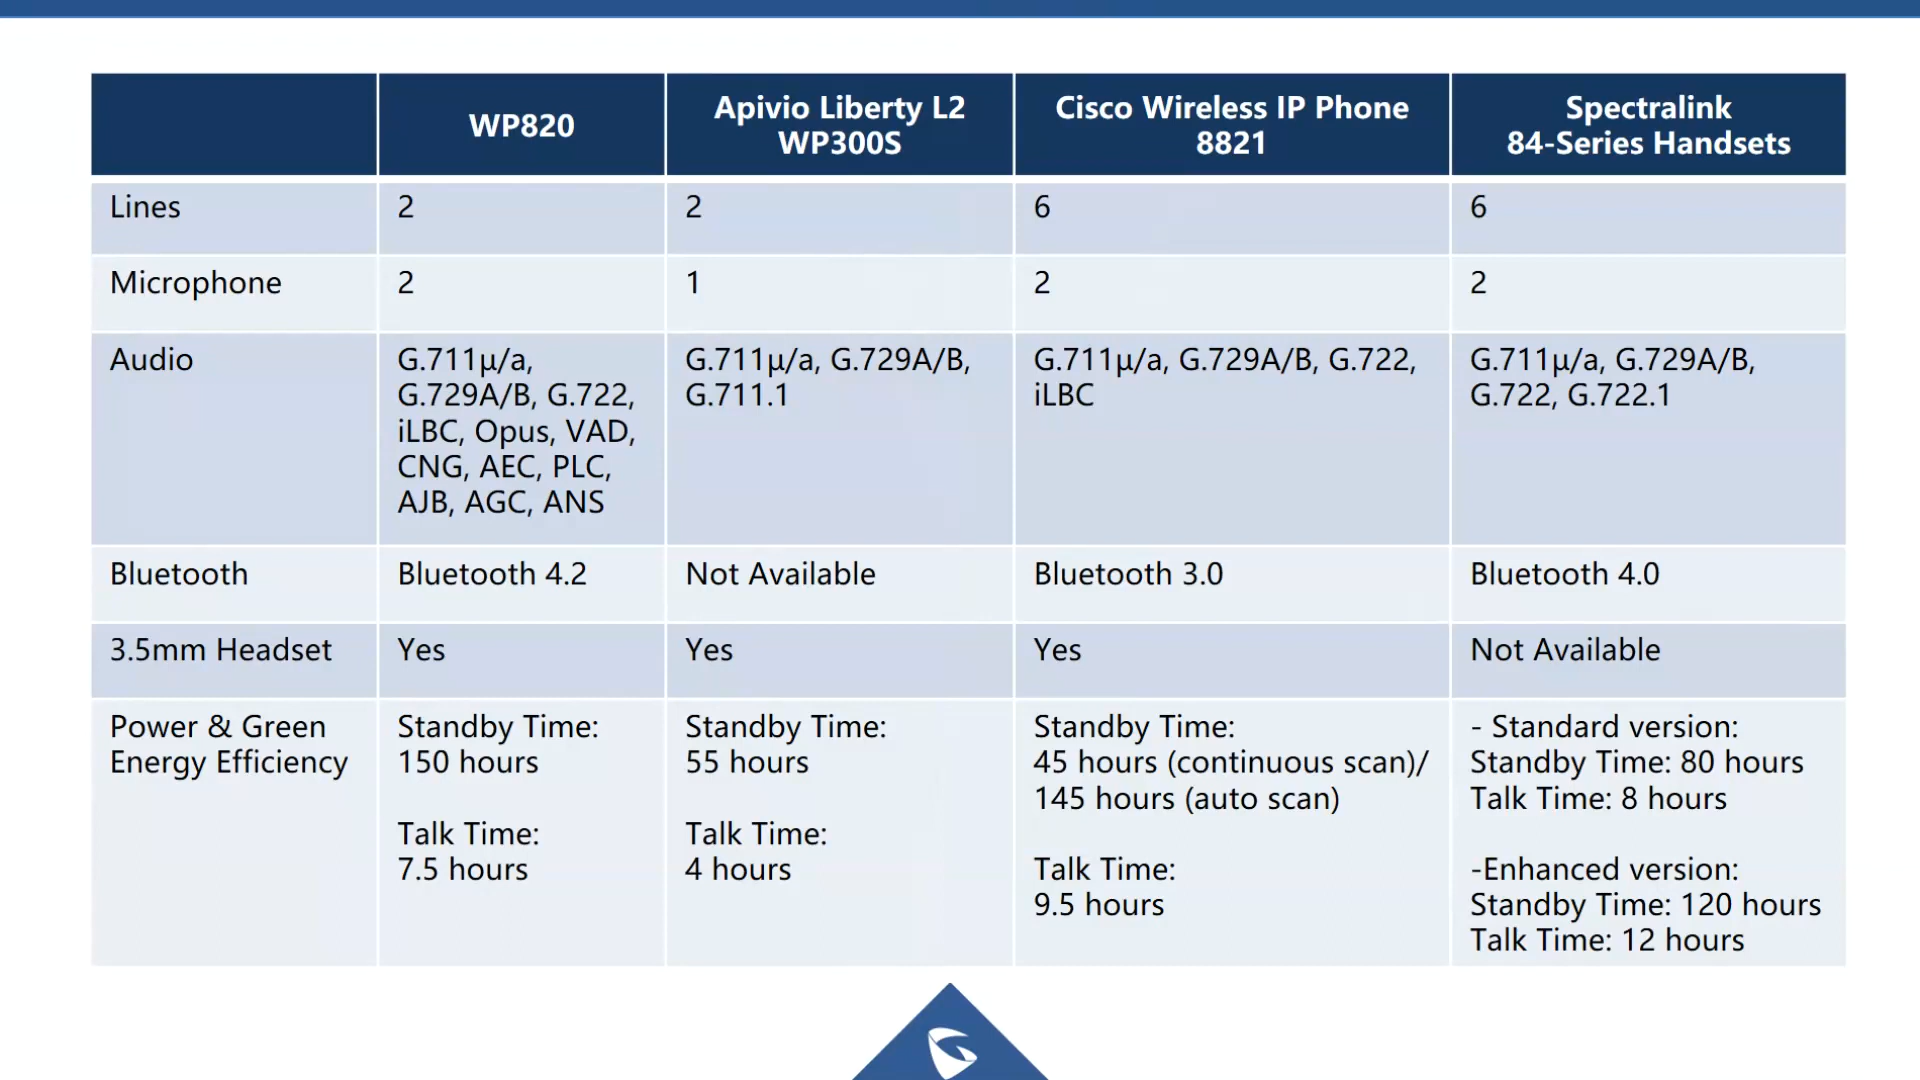 WP820
Apivio Liberty L2
WP300S
Cisco Wireless IP Phone
8821
Spectralink
84-Series Handsets
Lines
2
2
6
6
Microphone
2
1
2
2
Audio
G.711µ/a,
G.729A/B, G.722,
iLBC, Opus, VAD,
CNG, AEC, PLC,
AJB, AGC, ANS
G.711µ/a, G.729A/B,
G.711.1
G.711µ/a, G.729A/B, G.722,
iLBC
G.711µ/a, G.729A/B,
G.722, G.722.1
Bluetooth
Bluetooth 4.2
Not Available
Bluetooth 3.0
Bluetooth 4.0
3.5mm Headset
Yes
Yes
Yes
Not Available
Power & Green
Energy Efficiency
Standby Time:
150 hours
Talk Time:
7.5 hours
Standby Time:
55 hours
Talk Time:
4 hours
Standby Time:
45 hours (continuous scan)/
145 hours (auto scan)
Talk Time:
9.5 hours
- Standard version:
Standby Time: 80 hours
Talk Time: 8 hours
-Enhanced version:
Standby Time: 120 hours
Talk Time: 12 hours